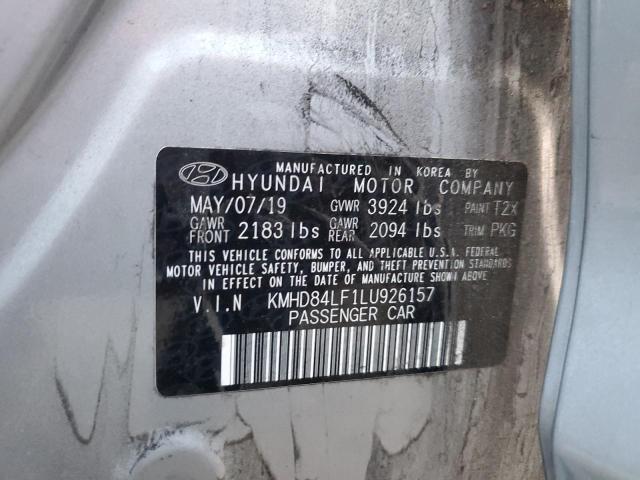 MANUFACTURED IN KOREA BY
HYUNDAI MOTOR COMPANY
MAY/07/19 GVWR 3924 lbs PAINT T2X
GAWR FRONT 2183 lbs GAWR REAR 2094 lbs TRIM PKG
THIS VEHICLE CONFORMS TO ALL APPLICABLE U.S.A. FEDERAL
MOTOR VEHICLE SAFETY, BUMPER, AND THEFT PREVENTION STANDARDS
IN EFFECT ON THE DATE OF MANUFACTURE SHOWN ABOVE.
V.I.N KMHD84LF1LU926157
PASSENGER CAR